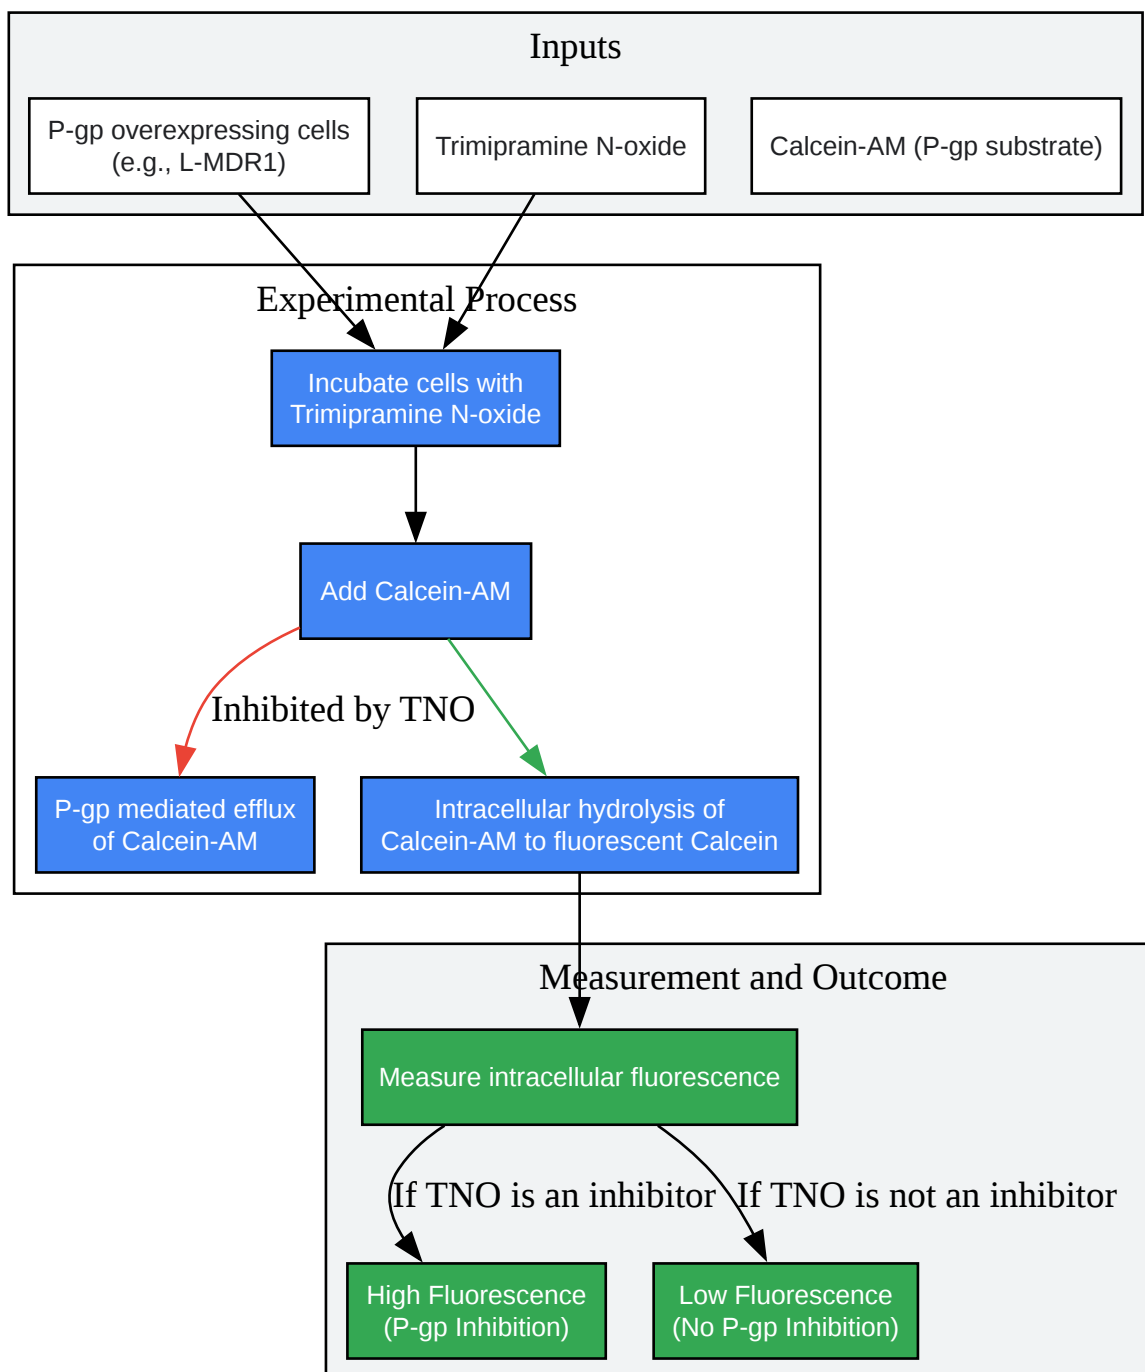 Inputs
P-gp overexpressing cells
(e.g., L-MDR1)
Trimipramine N-oxide
Calcein-AM (P-gp substrate)
Experimental Process
Incubate cells with
Trimipramine N-oxide
Add Calcein-AM
Inhibited by TNO
P-gp mediated efflux
of Calcein-AM
Intracellular hydrolysis of
Calcein-AM to fluorescent Calcein
Measurement and Outcome
Measure intracellular fluorescence
If TNO is an inhibitor
If TNO is not an inhibitor
High Fluorescence
(P-gp Inhibition)
Low Fluorescence
(No P-gp Inhibition)